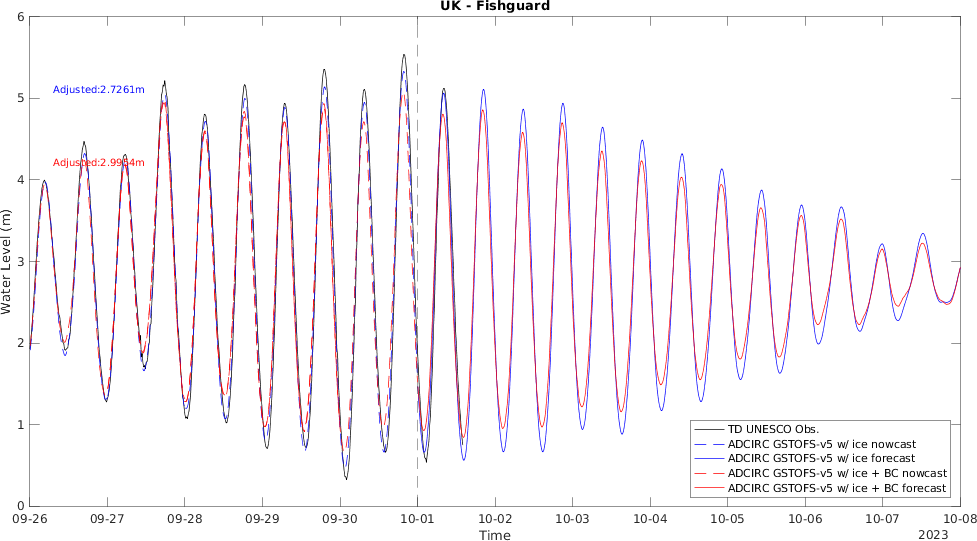 UK - Fishguard
6
5
4
3
2
1
0
Water Level (m)
Adjusted:2.7261m
Adjusted:2.9954m
TD UNESCO Obs.
ADCIRC GSTOFS-v5 w/ ice nowcast
ADCIRC GSTOFS-v5 w/ ice forecast
ADCIRC GSTOFS-v5 w/ ice + BC nowcast
ADCIRC GSTOFS-v5 w/ ice + BC forecast
09-26 09-27 09-28 09-29 09-30 10-01 10-02 10-03 10-04 10-05 10-06 10-07 10-08
Time
2023